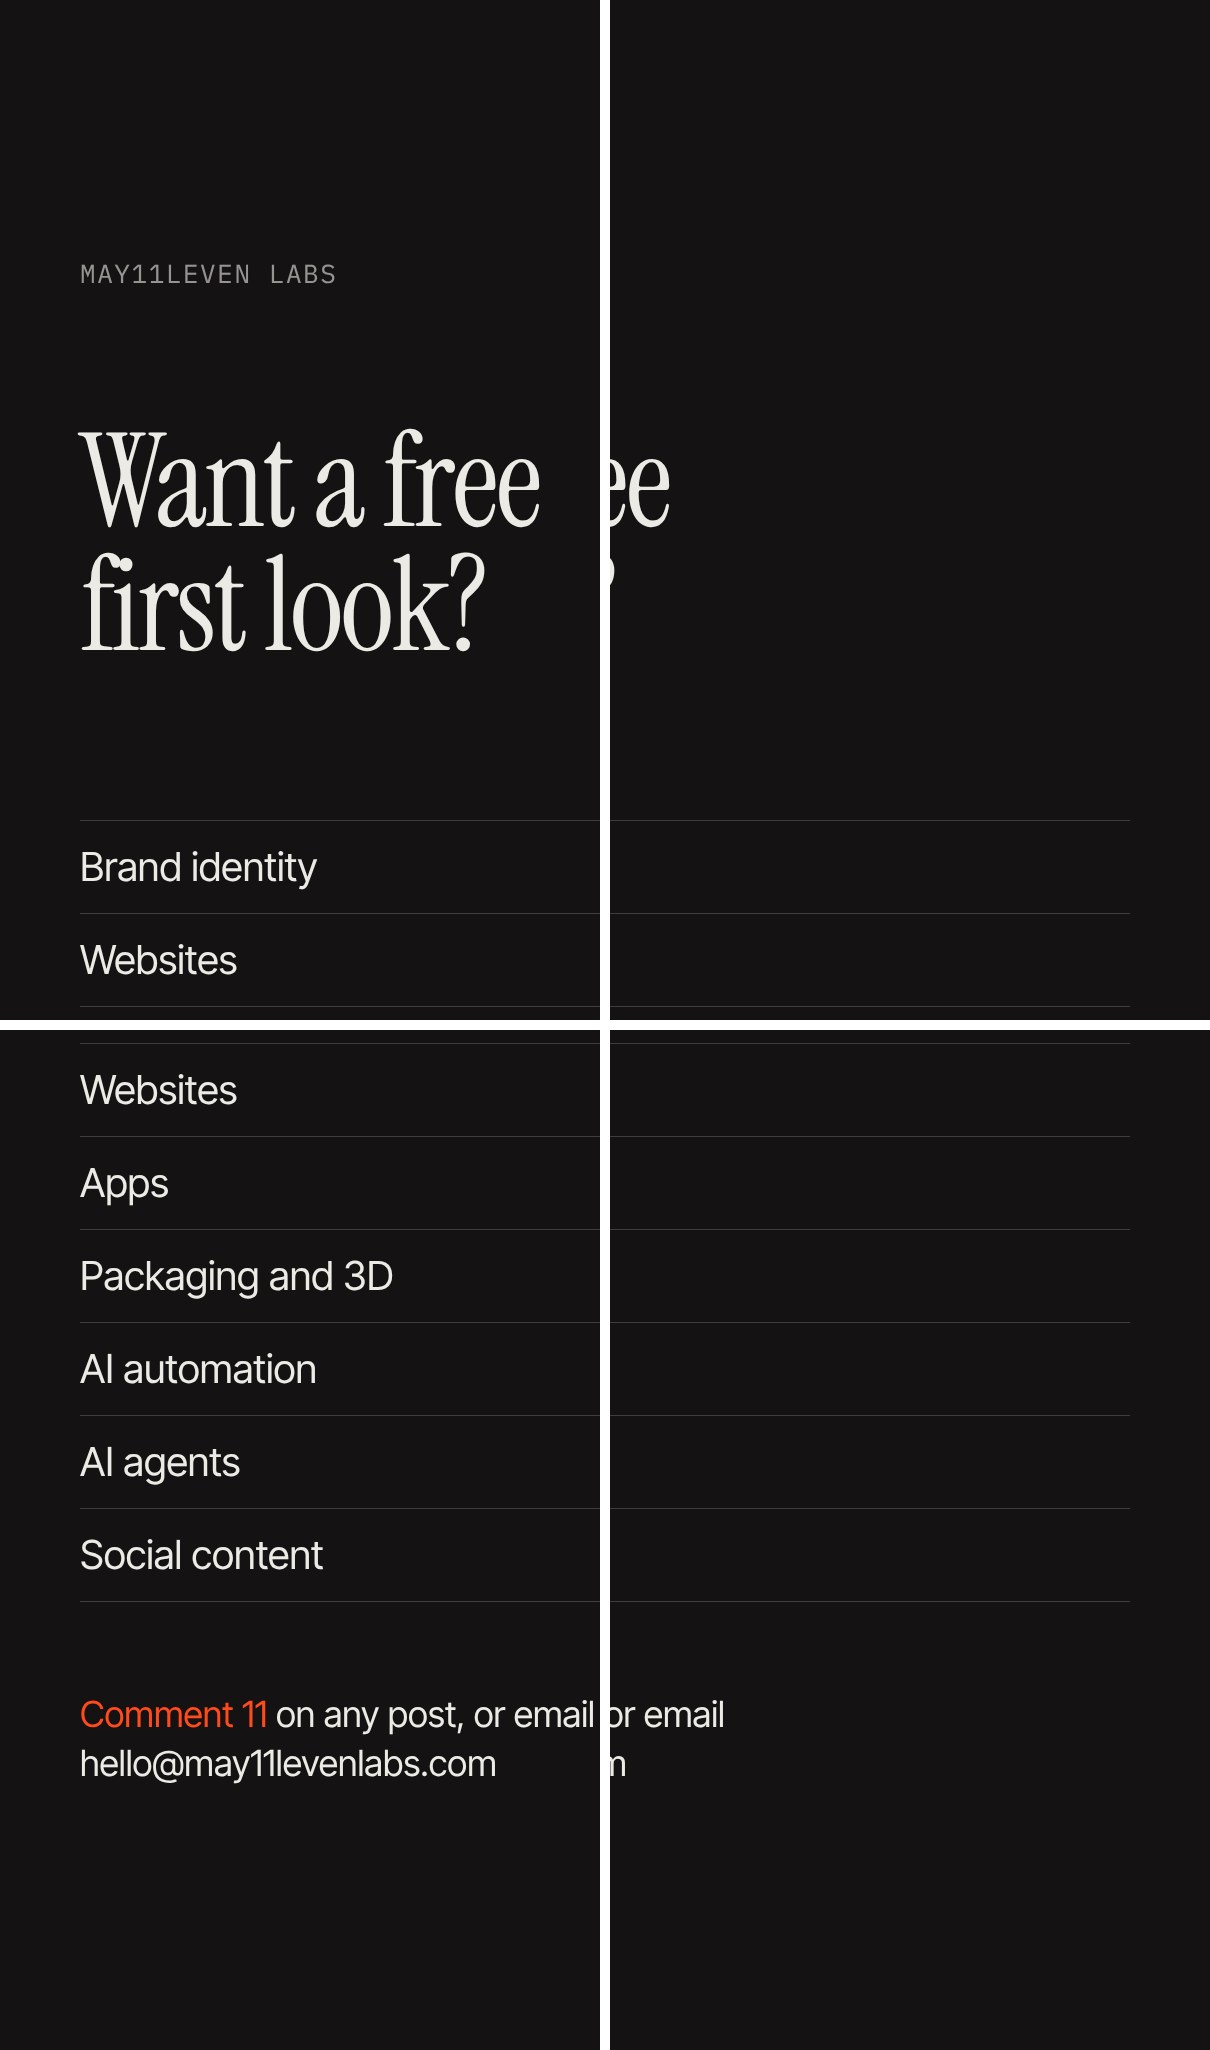 MAY11LEVEN LABS
Want a free
first look?
Brand identity
Websites
Apps
Packaging and 3D
AI automation
AI agents
Social content
Comment 11 on any post, or email
hello@may11levenlabs.com